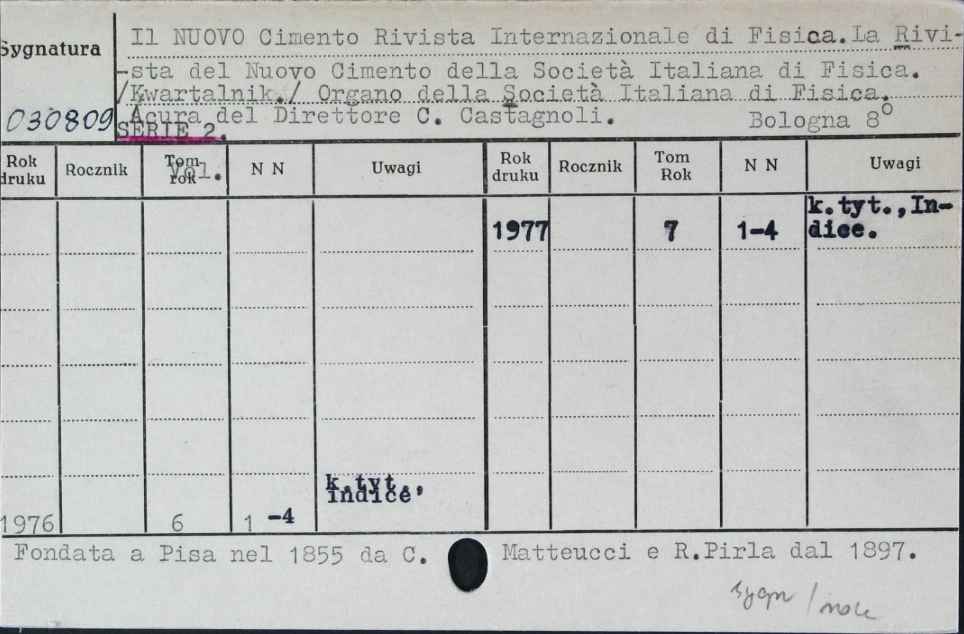 Sygnatura
Il NUOVO Cimento Rivista Internazionale di Fisica.La Rivi-
sta del Nuovo Cimento della Società Italiana di Fisica.
/Kwartalnik./ Organo della Società Italiana di Fisica.
030809 Acura del Direttore C. Castagnoli. Bologna 8°
SERIE 2.
Rok druku Rocznik Tom rok Vol. N N Uwagi Rok druku Rocznik Tom Rok N N Uwagi
1977 7 1-4 k.tyt.,In-
dice.
k.tyt.,
indice
1976 6 1 -4
Fondata a Pisa nel 1855 da C. Matteucci e R.Pirla dal 1897.
sygn /